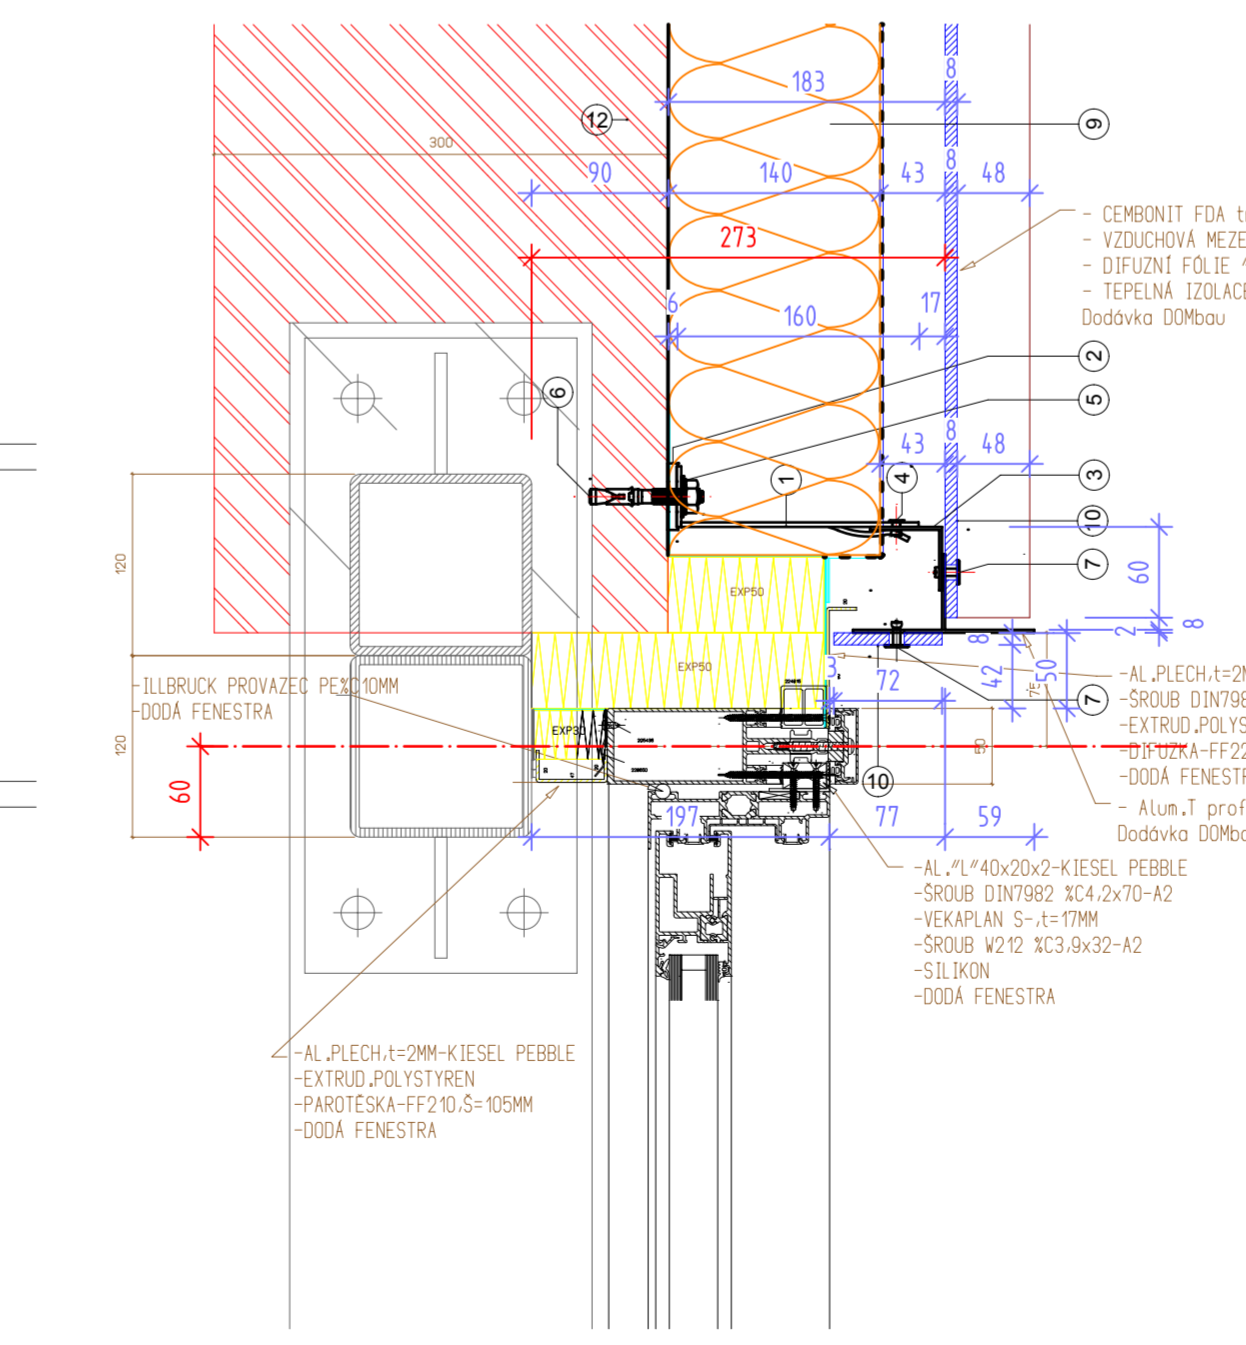 8
183
12
9
300
90
140
43
8
48
273
- CEMBONIT FDA
- VZDUCHOVÁ MEZE
- DIFUZNÍ FÓLIE
- TEPELNÁ IZOLACE
Dodávka DOMbau
6
160
17
2
6
5
43
8
48
1
4
3
10
120
60
7
EXP50
2
8
8
3
EXP50
72
42
50
-ILLBRUCK PROVAZEC PE%C10MM
-DODÁ FENESTRA
-AL.PLECH,t=2M
-ŠROUB DIN798
-EXTRUD.POLYS
-DIFUZKA-FF22
-DODÁ FENESTR
7
EXP30
120
50
60
10
197
77
59
- Alum.T prof
Dodávka DOMba
-AL."L"40x20x2-KIESEL PEBBLE
-ŠROUB DIN7982 %C4,2x70-A2
-VEKAPLAN S-,t=17MM
-ŠROUB W212 %C3,9x32-A2
-SILIKON
-DODÁ FENESTRA
-AL.PLECH,t=2MM-KIESEL PEBBLE
-EXTRUD.POLYSTYREN
-PAROTĚSKA-FF210,Š=105MM
-DODÁ FENESTRA